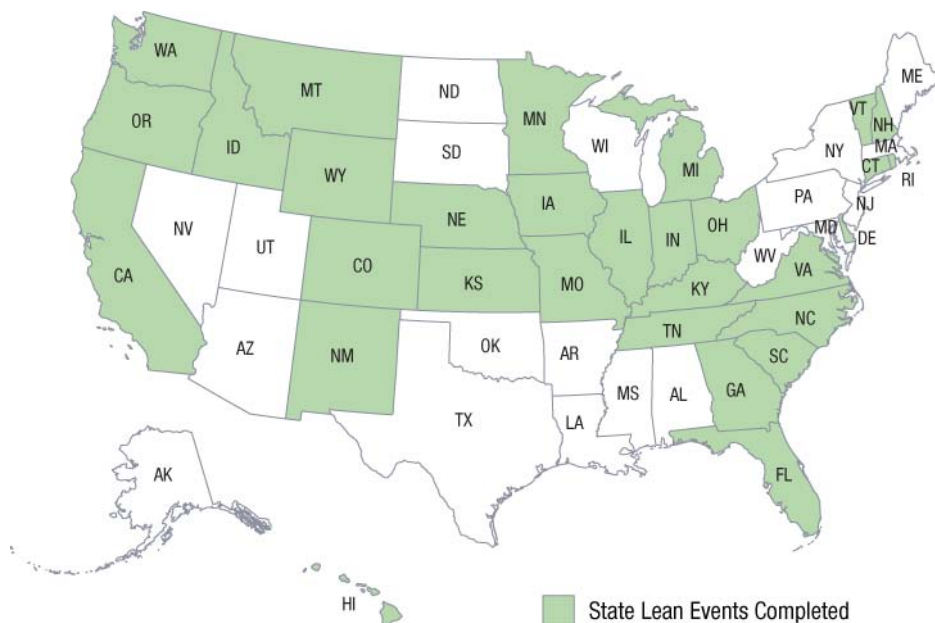 WA
MT
ND
MN
ME
OR
ID
SD
WI
VT
NH
WY
MI
NY
MA
CT
RI
NE
IA
PA
NJ
NV
UT
CO
IL
IN
OH
MD
DE
CA
KS
MO
WV
VA
KY
AZ
NM
OK
AR
TN
NC
SC
TX
LA
MS
AL
GA
FL
AK
HI
State Lean Events Completed